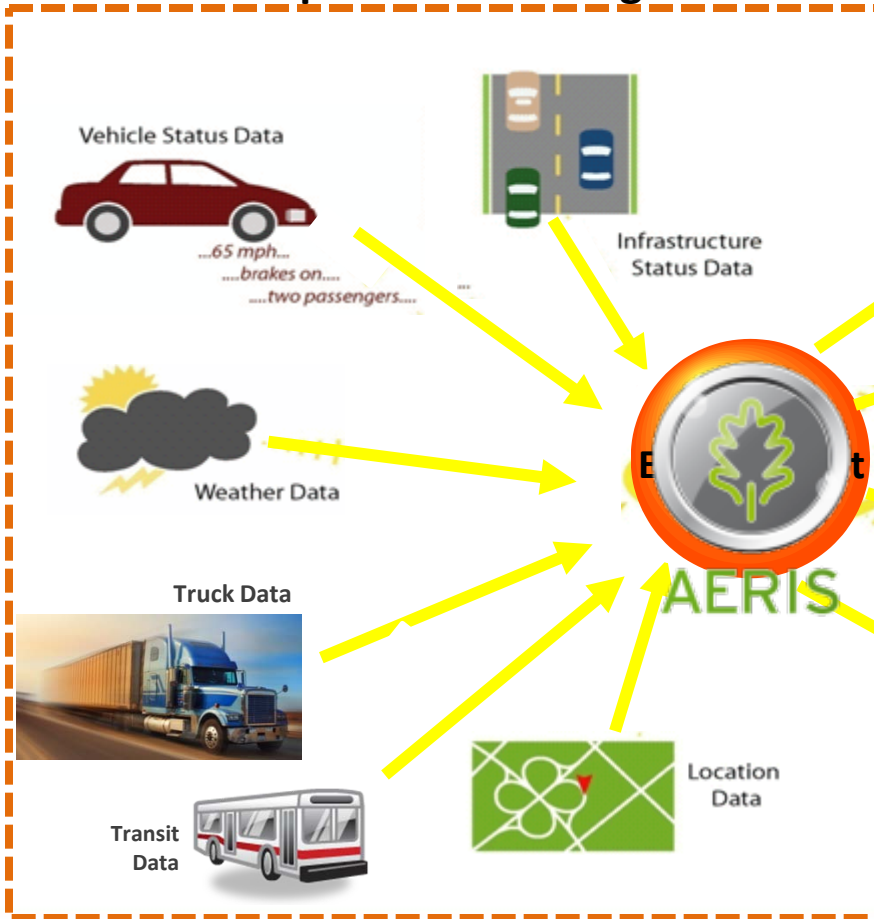 Vehicle Status Data
...65 mph...
....brakes on....
....two passengers....
...
Infrastructure
Status Data
Weather Data
Truck Data
AERIS
Location
Data
Transit
Data